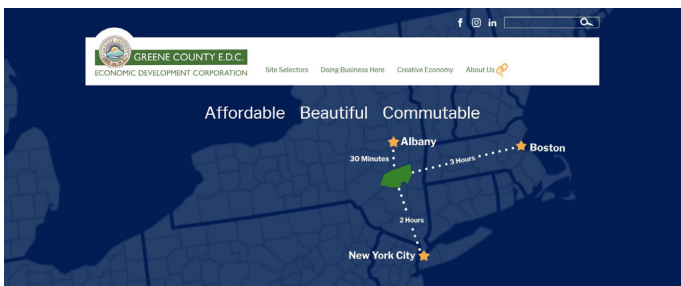 f in
GREENE COUNTY E.D.C.
ECONOMIC DEVELOPMENT CORPORATION
Site Selectors Doing Business Here Creative Economy About Us
Affordable Beautiful Commutable
Albany
Boston
30 Minutes
3 Hours
2 Hours
New York City